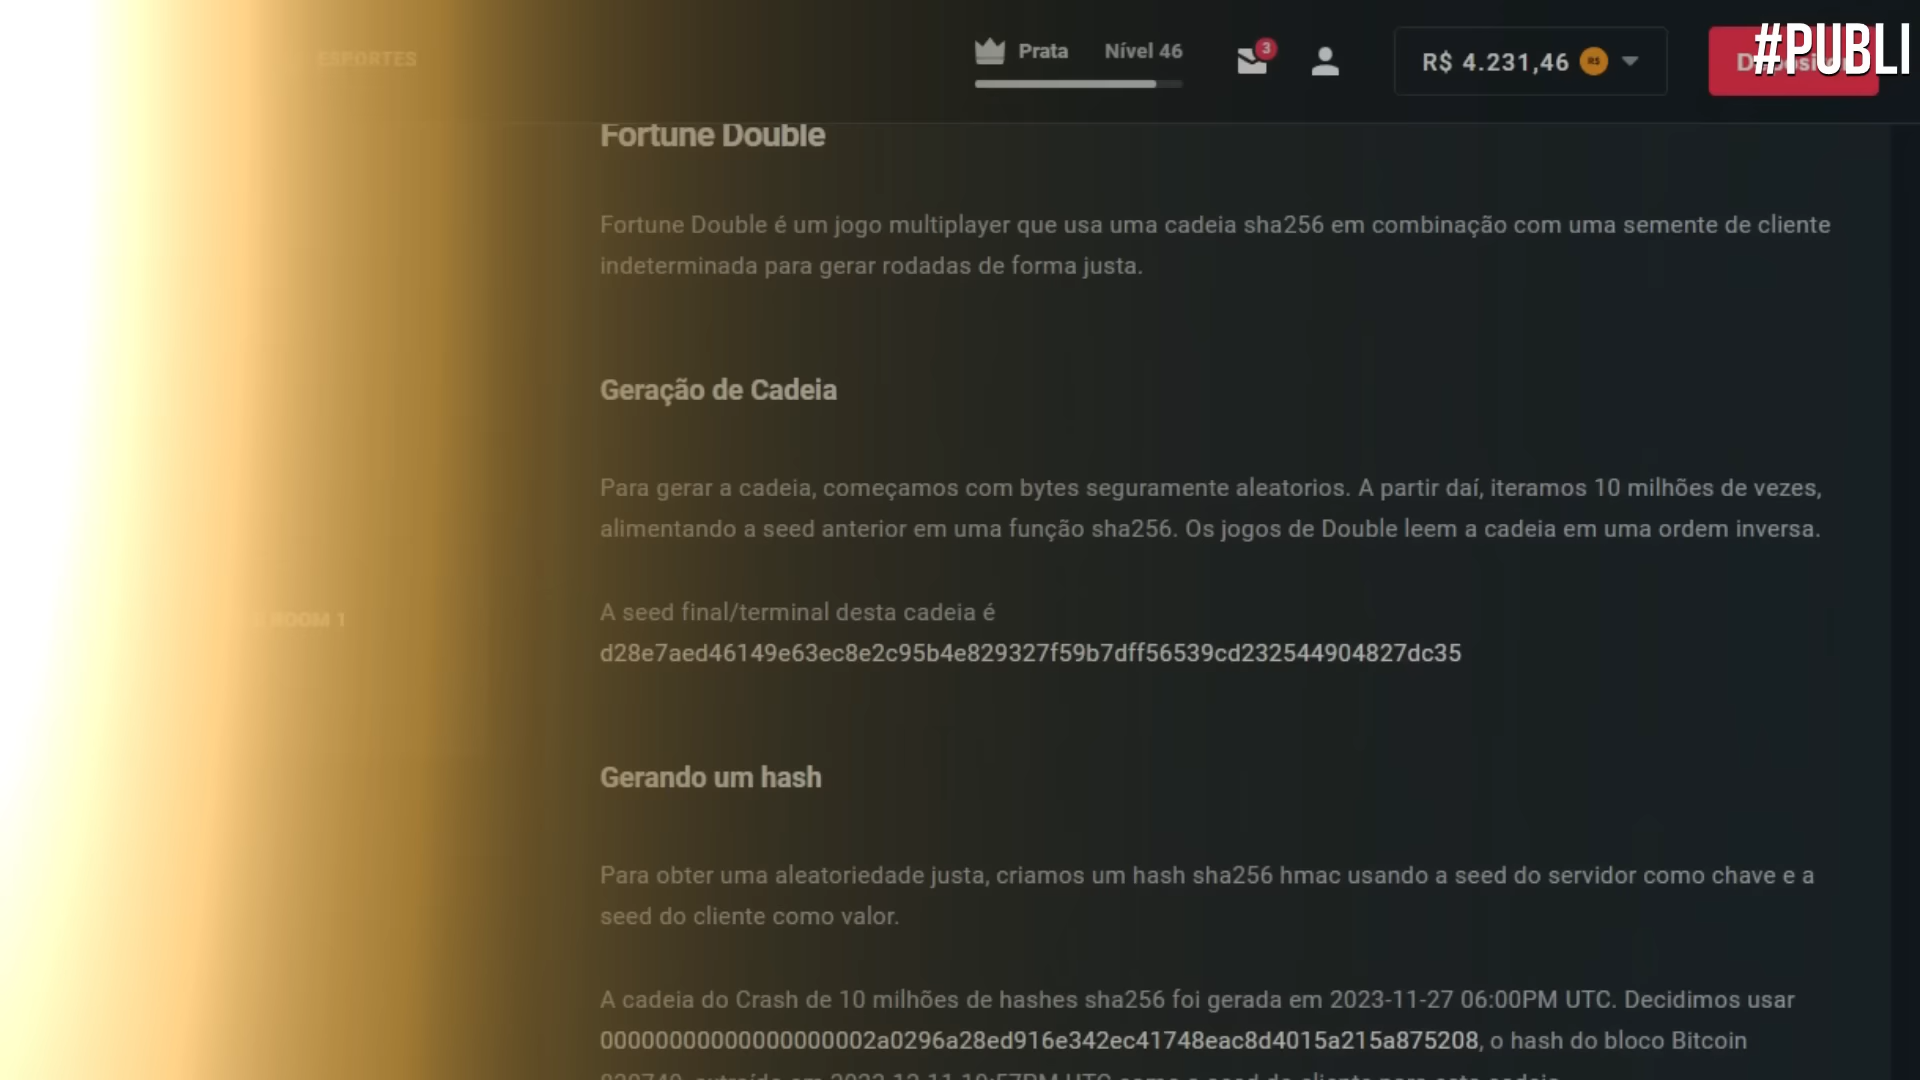 #PUBLI
ESPORTES
Prata Nível 46
3
R$ 4.231,46 R$
Fortune Double
Fortune Double é um jogo multiplayer que usa uma cadeia sha256 em combinação com uma semente de cliente
indeterminada para gerar rodadas de forma justa.
Geração de Cadeia
Para gerar a cadeia, começamos com bytes seguramente aleatorios. A partir daí, iteramos 10 milhões de vezes,
alimentando a seed anterior em uma função sha256. Os jogos de Double leem a cadeia em uma ordem inversa.
ROOM 1
A seed final/terminal desta cadeia é
d28e7aed46149e63ec8e2c95b4e829327f59b7dff56539cd232544904827dc35
Gerando um hash
Para obter uma aleatoriedade justa, criamos um hash sha256 hmac usando a seed do servidor como chave e a
seed do cliente como valor.
A cadeia do Crash de 10 milhões de hashes sha256 foi gerada em 2023-11-27 06:00PM UTC. Decidimos usar
00000000000000000002a0296a28ed916e342ec41748eac8d4015a215a875208, o hash do bloco Bitcoin